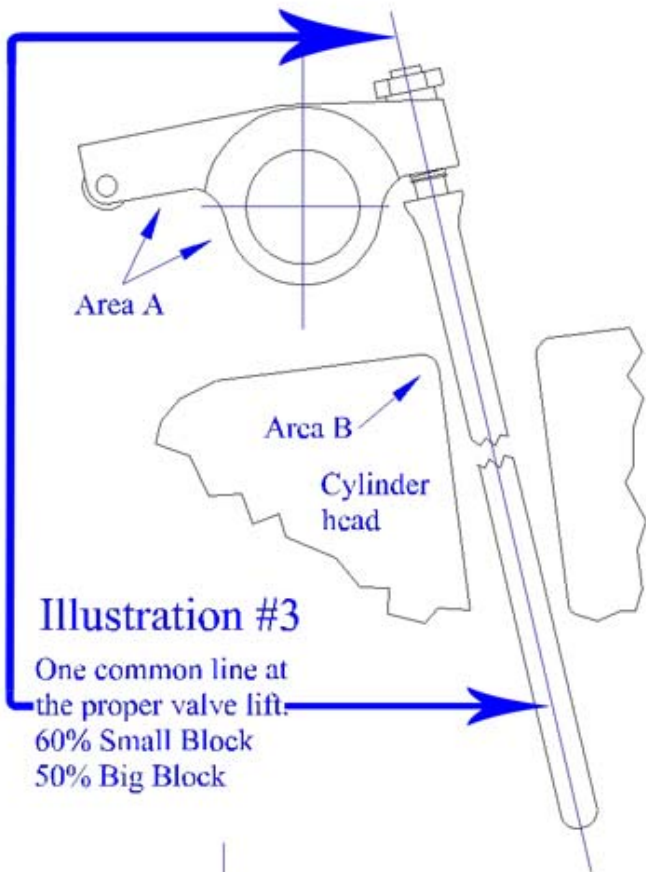 Area A
Area B
Cylinder
head
Illustration #3
One common line at
the proper valve lift.
60% Small Block
50% Big Block